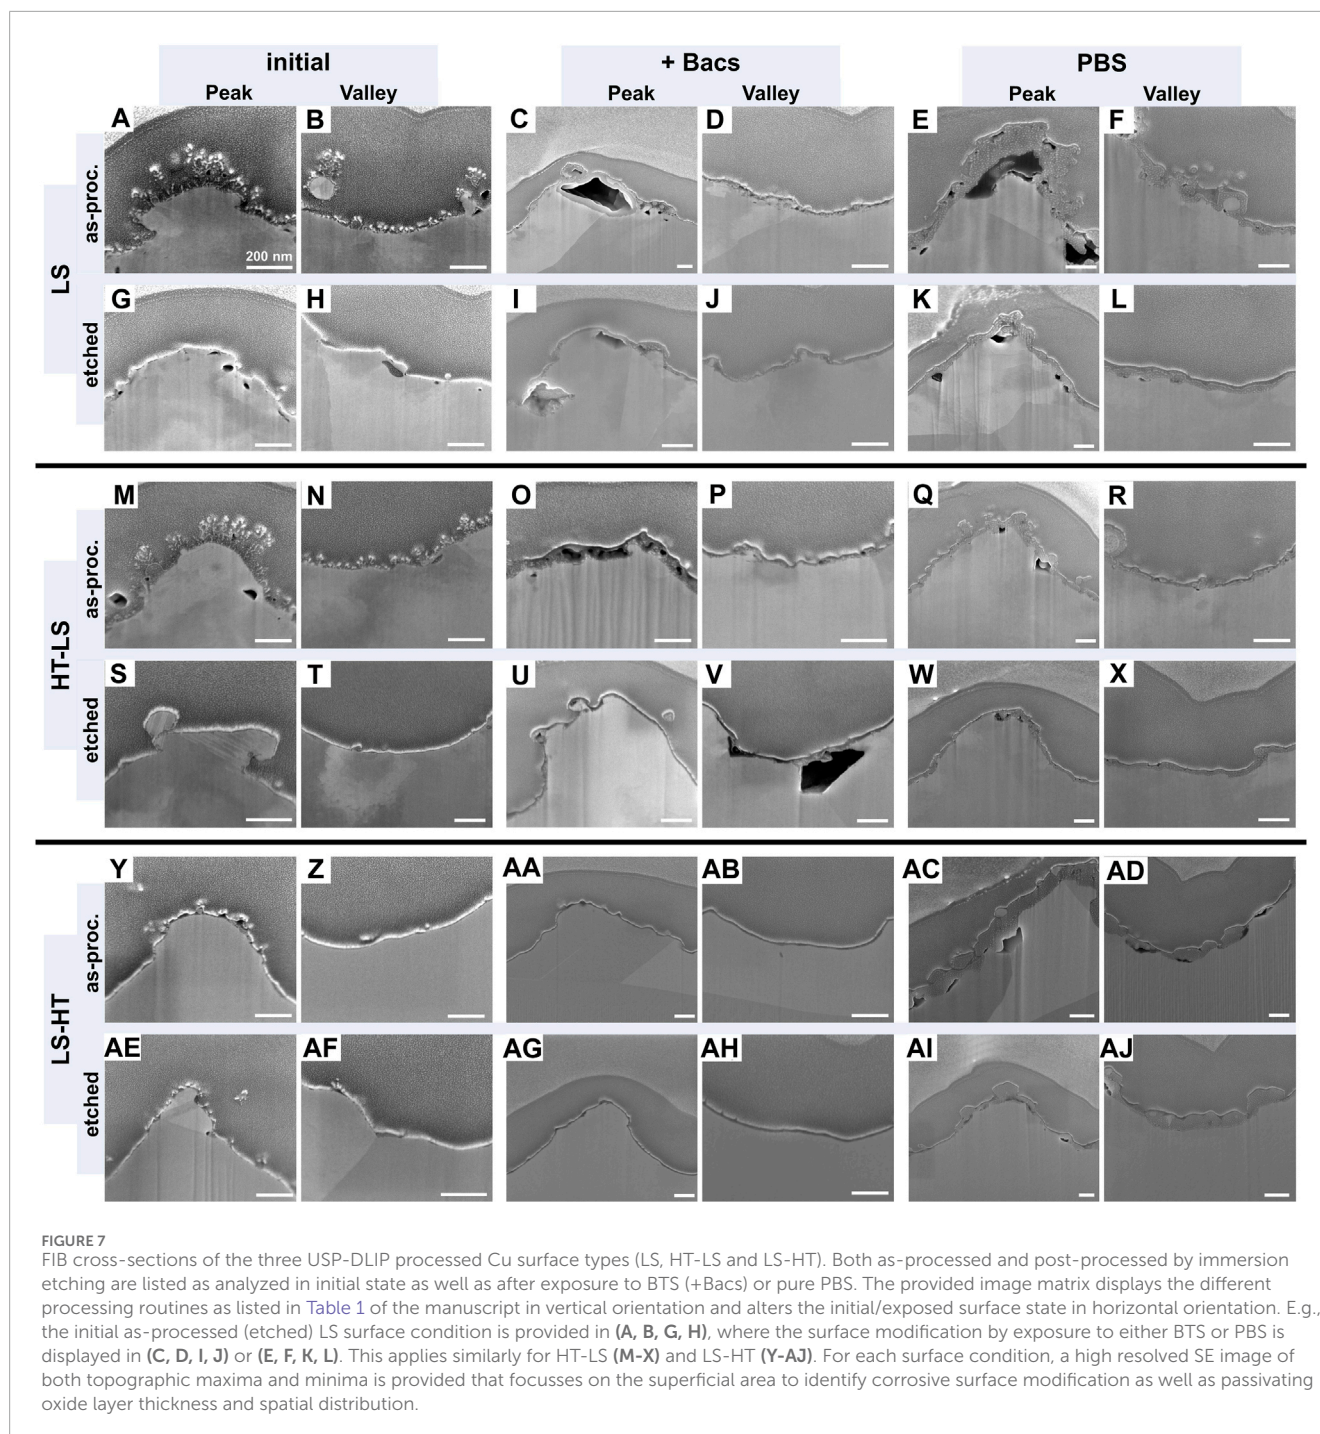 initial + Bacs PBS
Peak Valley Peak Valley Peak Valley
LS
as-proc.
A B C D E F
200 nm
etched
G H I J K L
HT-LS
as-proc.
M N O P Q R
etched
S T U V W X
LS-HT
as-proc.
Y Z AA AB AC AD
etched
AE AF AG AH AI AJ
FIGURE 7
FIB cross-sections of the three USP-DLIP processed Cu surface types (LS, HT-LS and LS-HT). Both as-processed and post-processed by immersion
etching are listed as analyzed in initial state as well as after exposure to BTS (+Bacs) or pure PBS. The provided image matrix displays the different
processing routines as listed in Table 1 of the manuscript in vertical orientation and alters the initial/exposed surface state in horizontal orientation. E.g.,
the initial as-processed (etched) LS surface condition is provided in (A, B, G, H), where the surface modification by exposure to either BTS or PBS is
displayed in (C, D, I, J) or (E, F, K, L). This applies similarly for HT-LS (M-X) and LS-HT (Y-AJ). For each surface condition, a high resolved SE image of
both topographic maxima and minima is provided that focusses on the superficial area to identify corrosive surface modification as well as passivating
oxide layer thickness and spatial distribution.